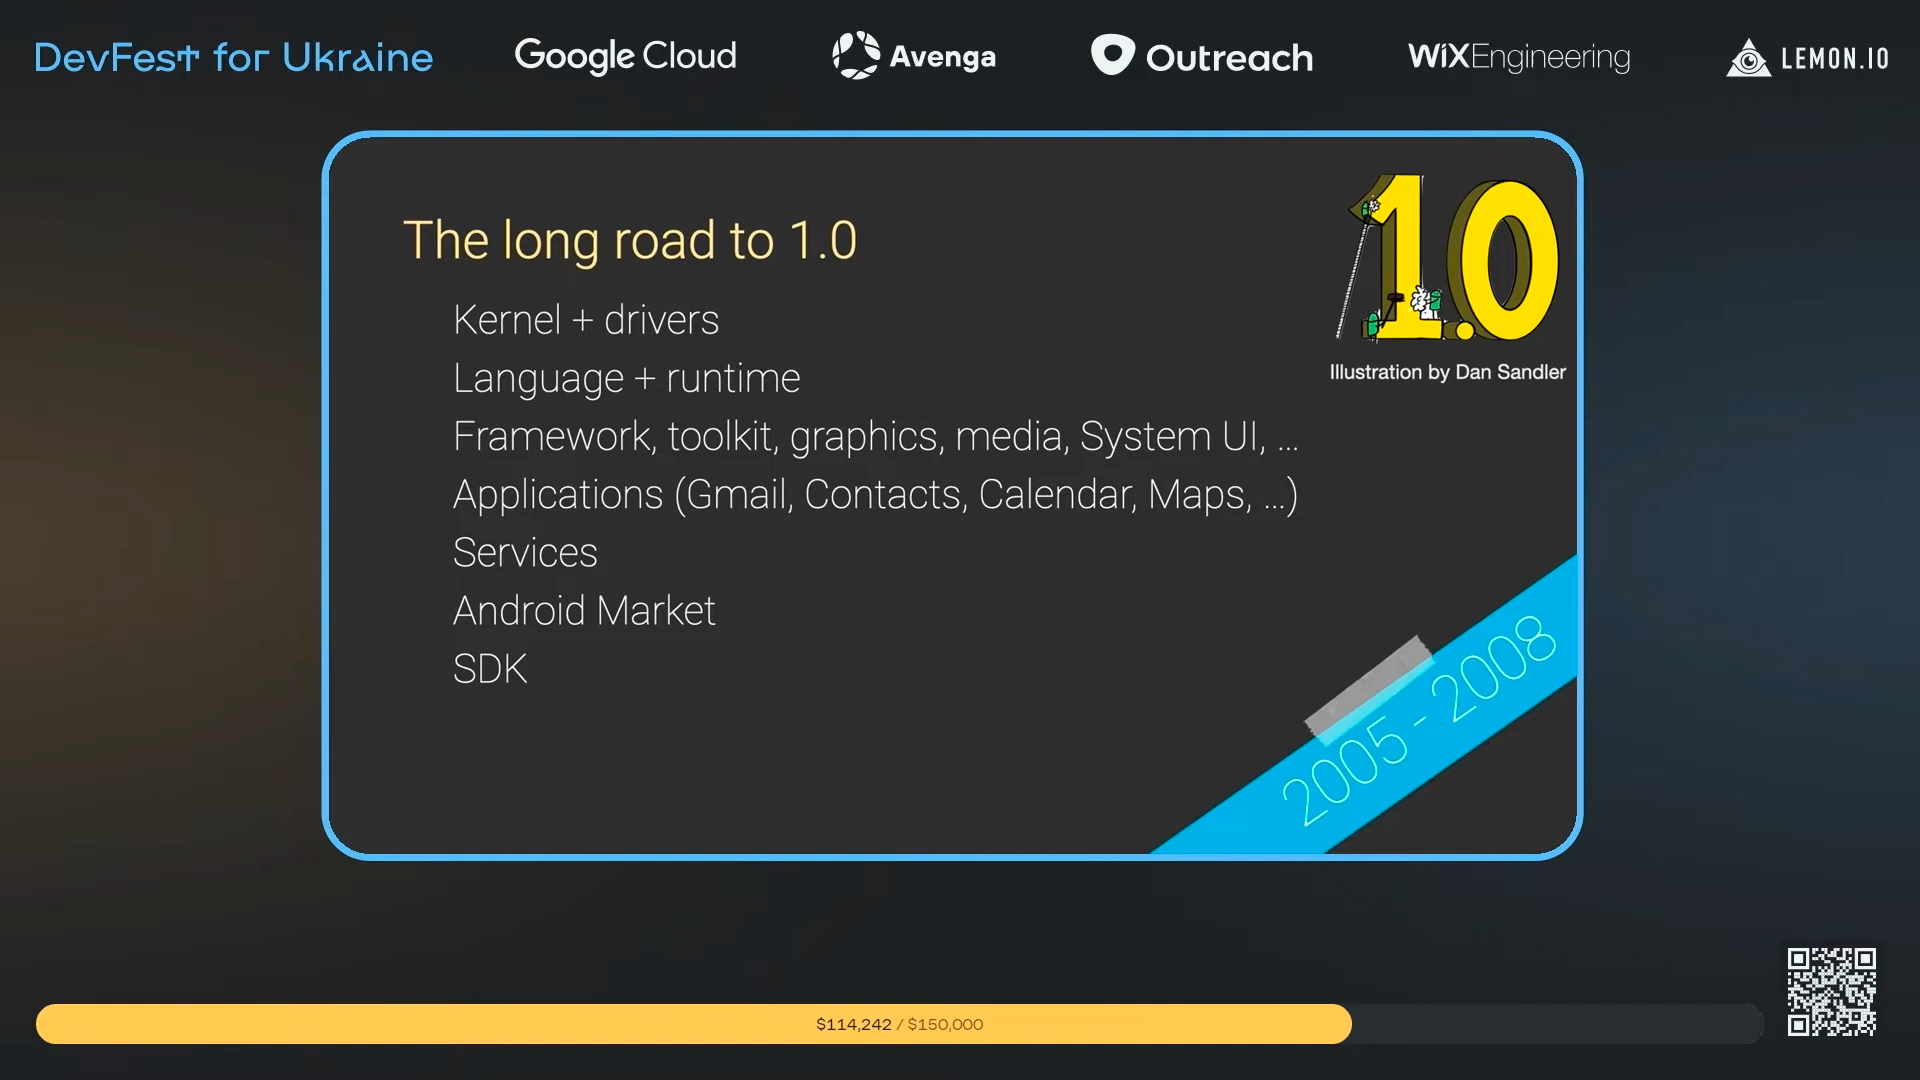 DevFest for Ukraine
Google Cloud
Avenga
Outreach
WiXEngineering
LEMON.IO
1.0
Illustration by Dan Sandler
The long road to 1.0
Kernel + drivers
Language + runtime
Framework, toolkit, graphics, media, System UI, ...
Applications (Gmail, Contacts, Calendar, Maps, ...)
Services
Android Market
SDK
2005 - 2008
$114,242 / $150,000